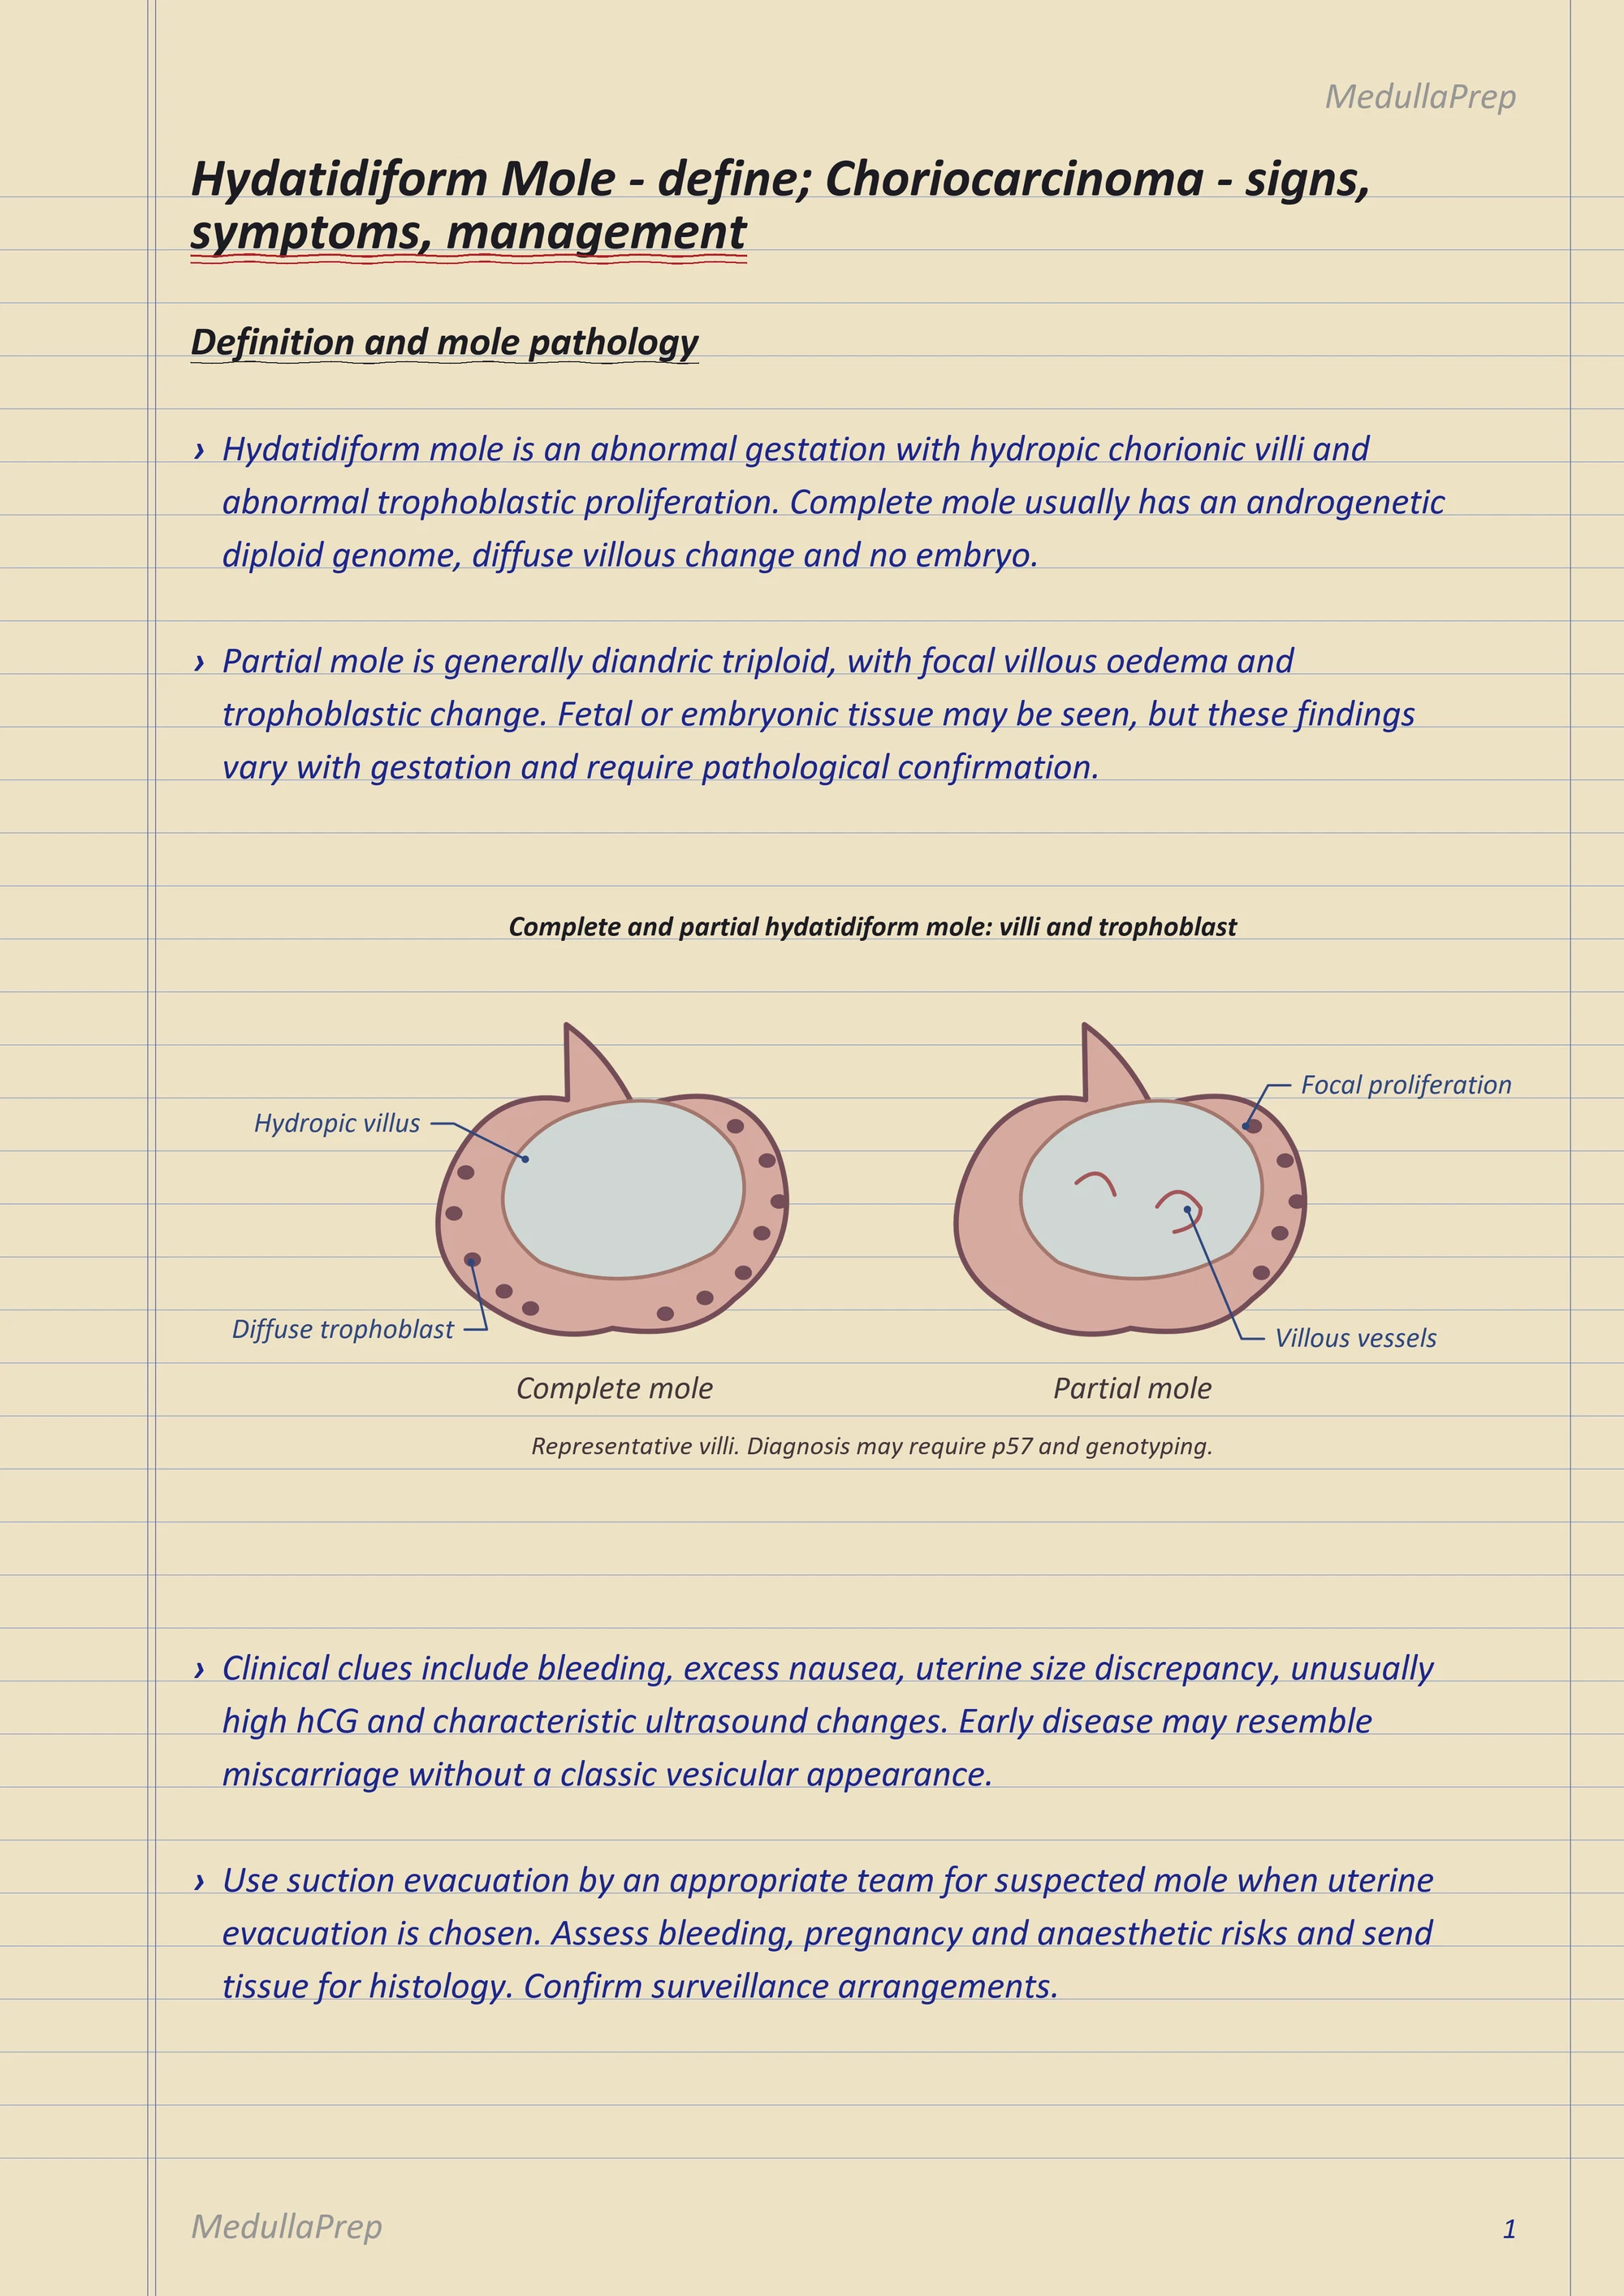 MedullaPrep
Hydatidiform Mole - define; Choriocarcinoma - signs,
symptoms, management
Definition and mole pathology
› Hydatidiform mole is an abnormal gestation with hydropic chorionic villi and
abnormal trophoblastic proliferation. Complete mole usually has an androgenetic
diploid genome, diffuse villous change and no embryo.
› Partial mole is generally diandric triploid, with focal villous oedema and
trophoblastic change. Fetal or embryonic tissue may be seen, but these findings
vary with gestation and require pathological confirmation.
Complete and partial hydatidiform mole: villi and trophoblast
Focal proliferation
Hydropic villus
Diffuse trophoblast
Villous vessels
Complete mole
Partial mole
Representative villi. Diagnosis may require p57 and genotyping.
› Clinical clues include bleeding, excess nausea, uterine size discrepancy, unusually
high hCG and characteristic ultrasound changes. Early disease may resemble
miscarriage without a classic vesicular appearance.
› Use suction evacuation by an appropriate team for suspected mole when uterine
evacuation is chosen. Assess bleeding, pregnancy and anaesthetic risks and send
tissue for histology. Confirm surveillance arrangements.
MedullaPrep
1